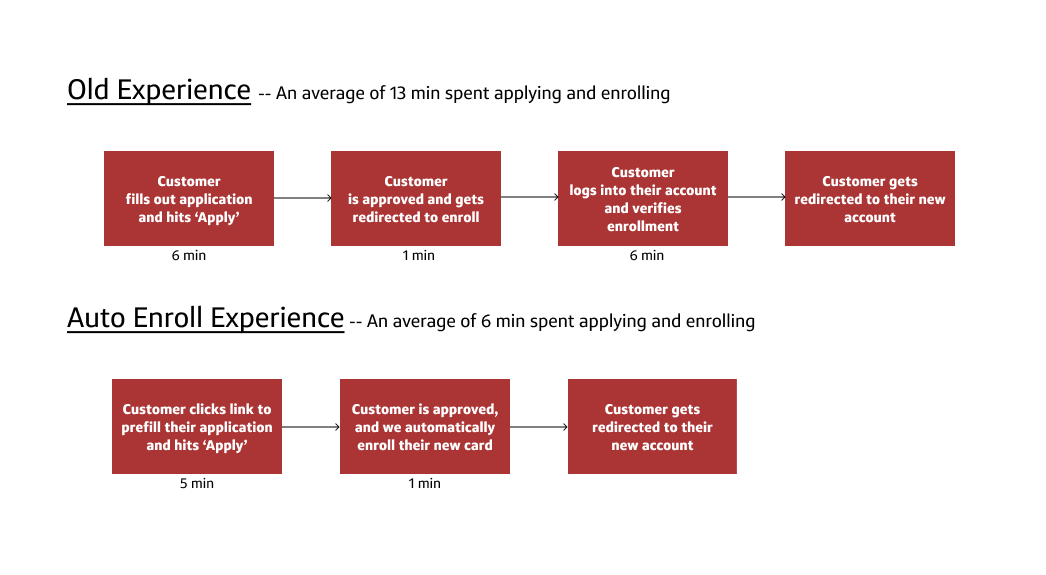 Old Experience -- An average of 13 min spent applying and enrolling
Customer
fills out application
and hits ‘Apply’
6 min
Customer
is approved and gets
redirected to enroll
1 min
Customer
logs into their account
and verifies
enrollment
6 min
Customer gets
redirected to their new
account
Auto Enroll Experience -- An average of 6 min spent applying and enrolling
Customer clicks link to
prefill their application
and hits ‘Apply’
5 min
Customer is approved,
and we automatically
enroll their new card
1 min
Customer gets
redirected to their
new account